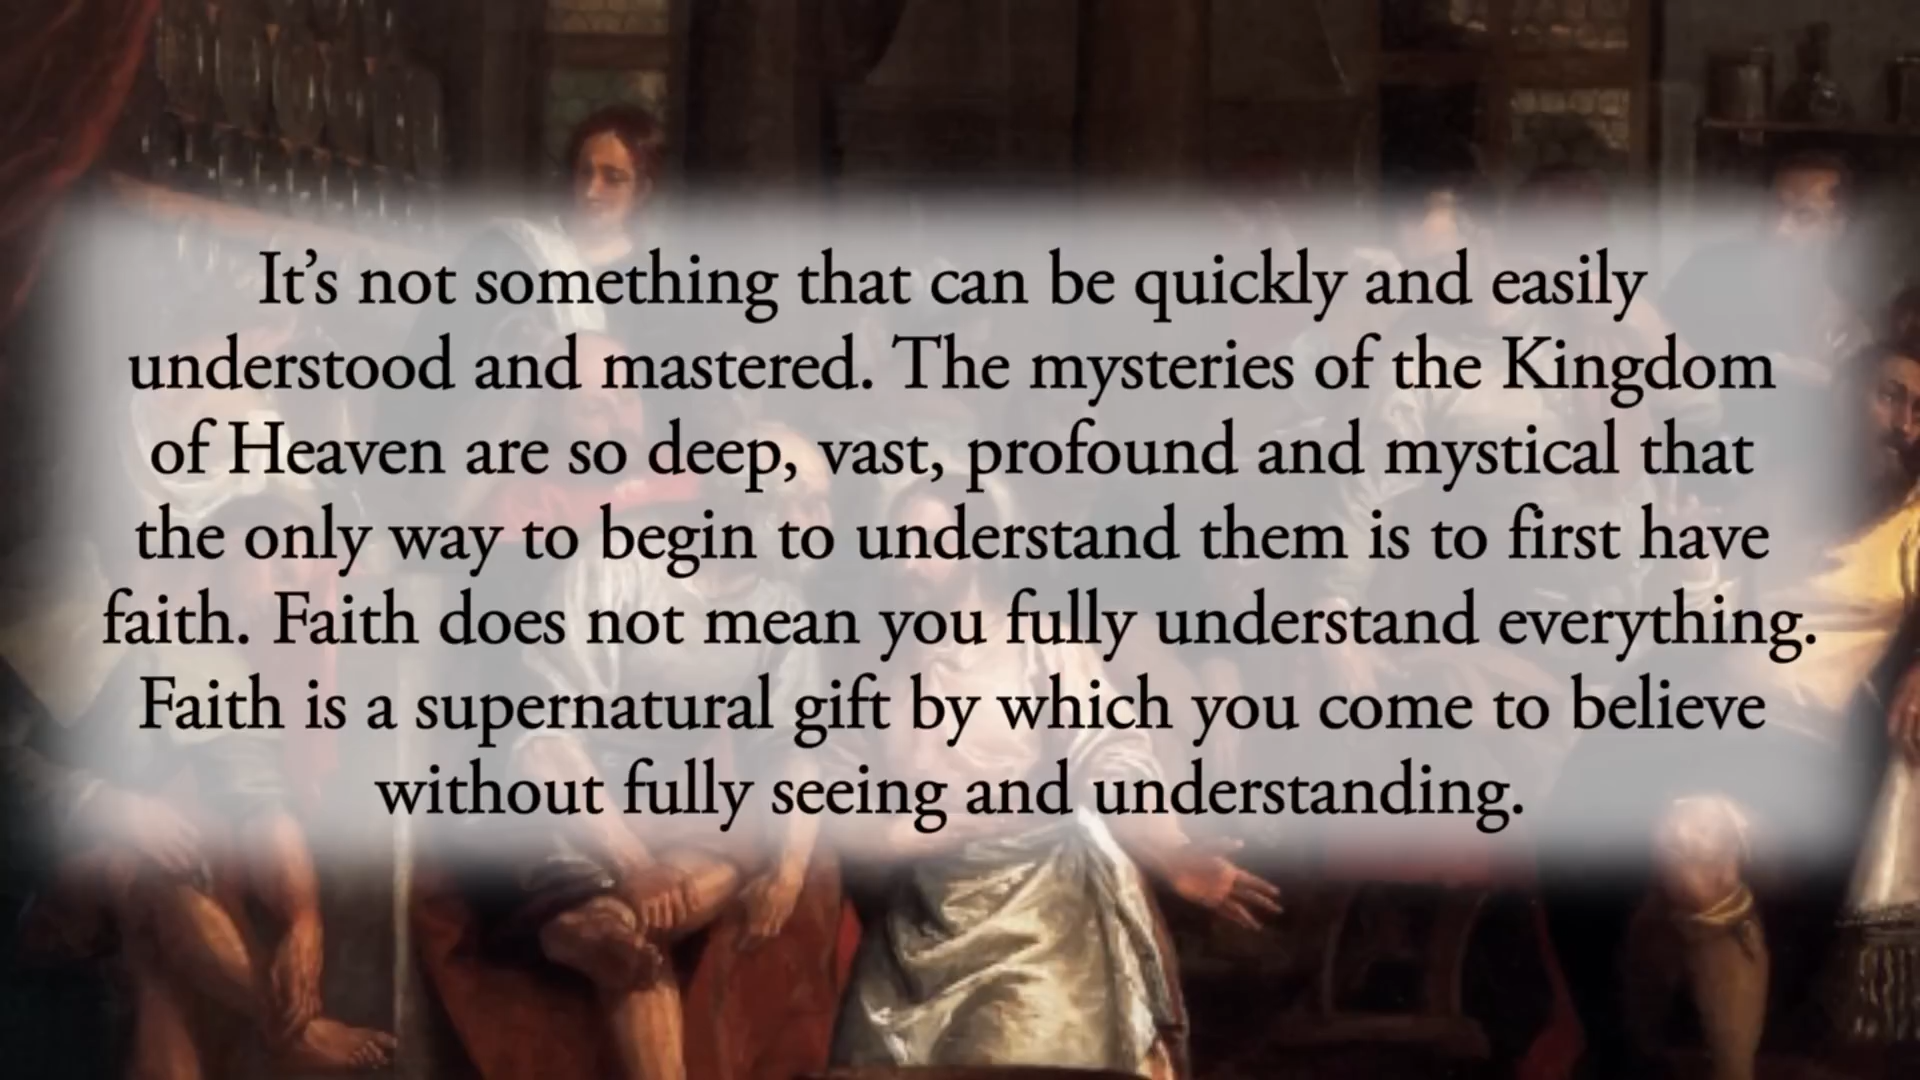 It’s not something that can be quickly and easily
understood and mastered. The mysteries of the Kingdom
of Heaven are so deep, vast, profound and mystical that
the only way to begin to understand them is to first have
faith. Faith does not mean you fully understand everything.
Faith is a supernatural gift by which you come to believe
without fully seeing and understanding.